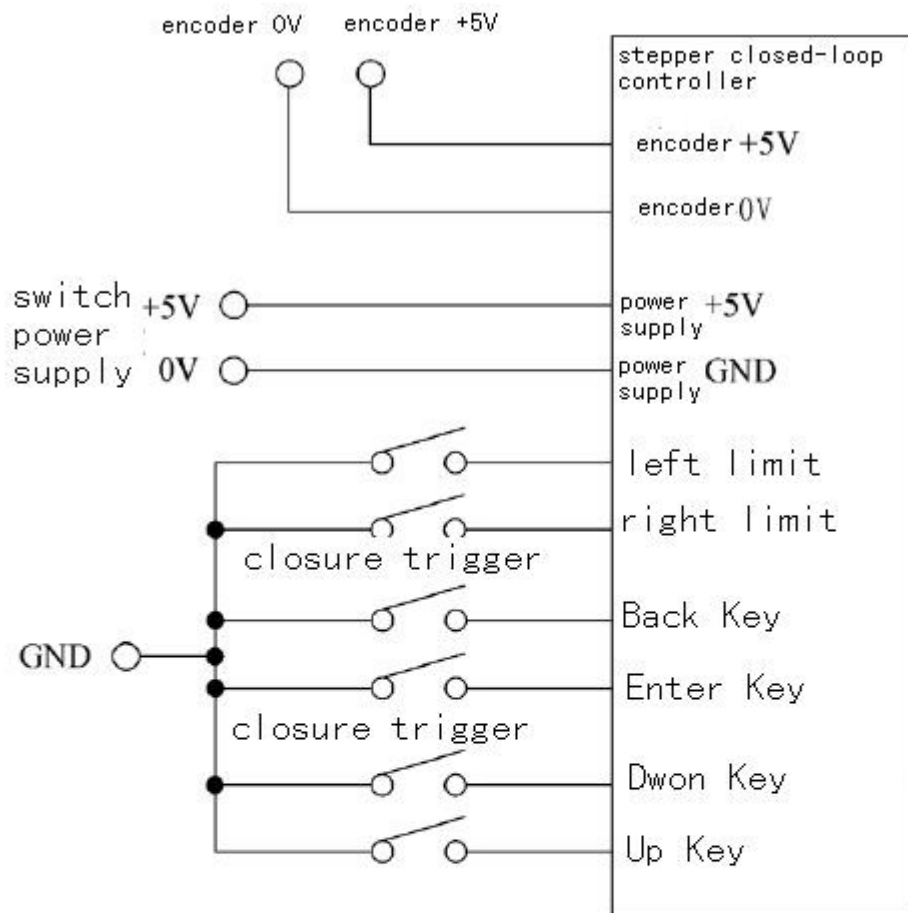 encoder 0V
encoder +5V
stepper closed-loop
controller
encoder +5V
encoder 0V
switch
power
supply
+5V
0V
power
supply
+5V
power
supply
GND
left limit
right limit
closure trigger
Back Key
GND
Enter Key
closure trigger
Dwon Key
Up Key